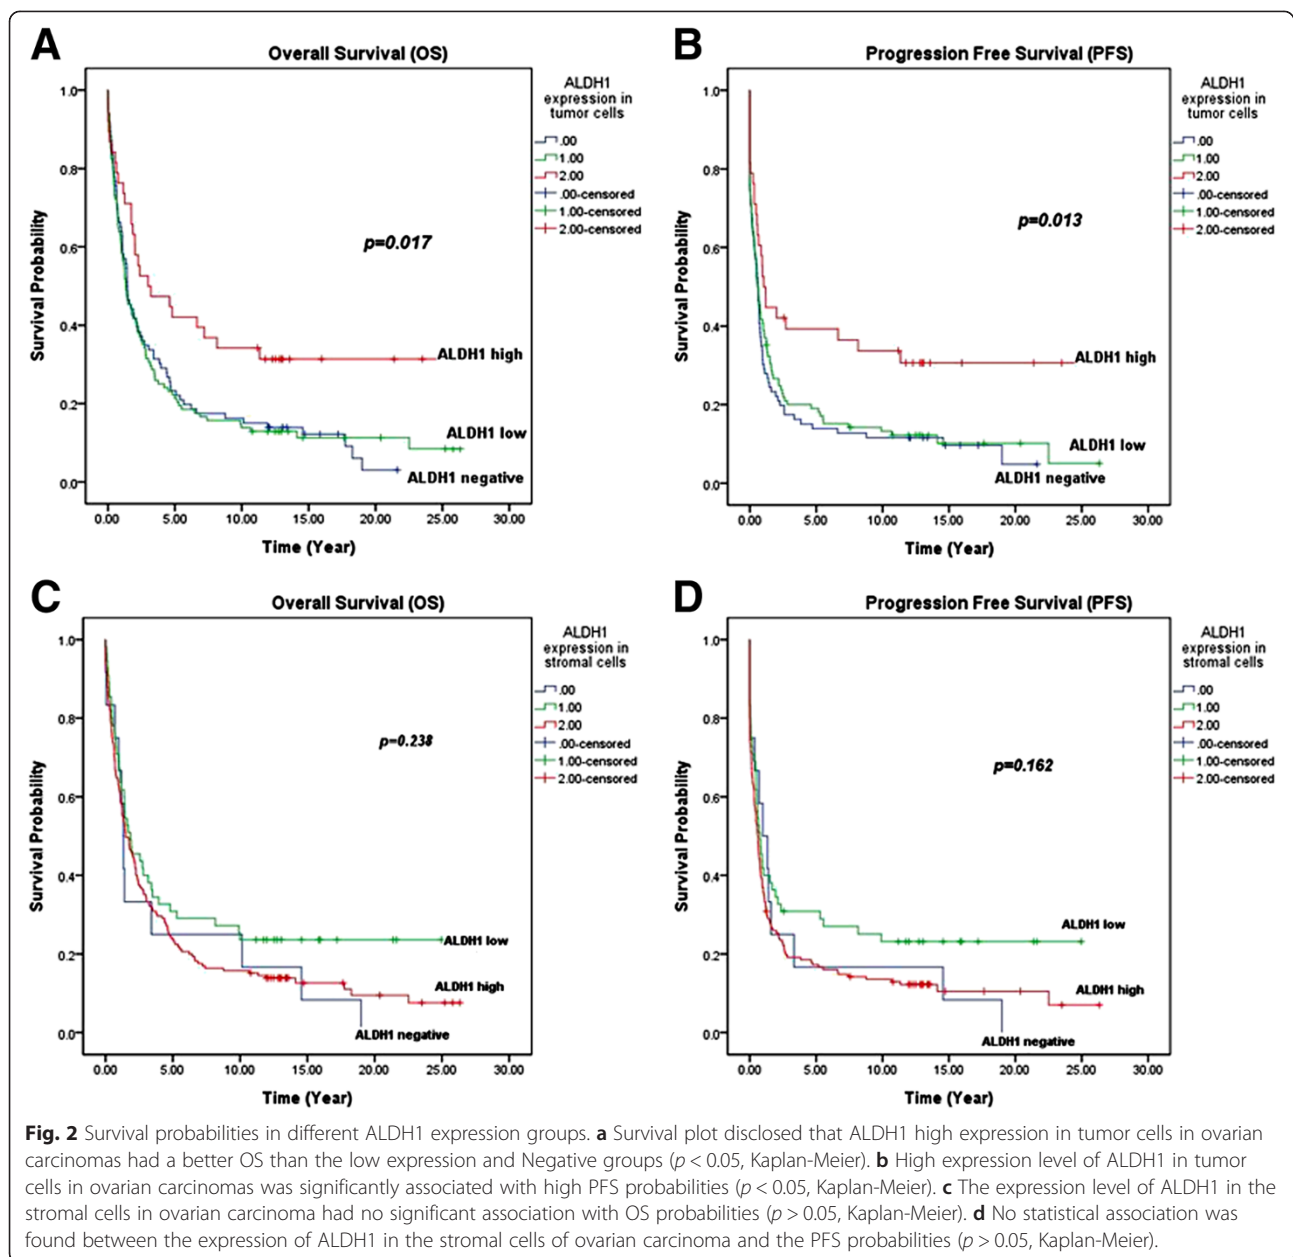 A
Overall Survival (OS)
Survival Probability
1.0
0.8
0.6
0.4
0.2
0.0
p=0.017
ALDH1 high
ALDH1 low
ALDH1 negative
0.00 5.00 10.00 15.00 20.00 25.00 30.00
Time (Year)
ALDH1
expression in
tumor cells
.00
1.00
2.00
.00-censored
1.00-censored
2.00-censored
B
Progression Free Survival (PFS)
Survival Probability
1.0
0.8
0.6
0.4
0.2
0.0
p=0.013
ALDH1 high
ALDH1 low
ALDH1 negative
0.00 5.00 10.00 15.00 20.00 25.00 30.00
Time (Year)
ALDH1
expression in
tumor cells
.00
1.00
2.00
.00-censored
1.00-censored
2.00-censored
C
Overall Survival (OS)
Survival Probability
1.0
0.8
0.6
0.4
0.2
0.0
p=0.238
ALDH1 low
ALDH1 high
ALDH1 negative
0.00 5.00 10.00 15.00 20.00 25.00 30.00
Time (Year)
ALDH1
expression in
stromal cells
.00
1.00
2.00
.00-censored
1.00-censored
2.00-censored
D
Progression Free Survival (PFS)
Survival Probability
1.0
0.8
0.6
0.4
0.2
0.0
p=0.162
ALDH1 low
ALDH1 high
ALDH1 negative
0.00 5.00 10.00 15.00 20.00 25.00 30.00
Time (Year)
ALDH1
expression in
stromal cells
.00
1.00
2.00
.00-censored
1.00-censored
2.00-censored
Fig. 2 Survival probabilities in different ALDH1 expression groups. a Survival plot disclosed that ALDH1 high expression in tumor cells in ovarian
carcinomas had a better OS than the low expression and Negative groups (p < 0.05, Kaplan-Meier). b High expression level of ALDH1 in tumor
cells in ovarian carcinomas was significantly associated with high PFS probabilities (p < 0.05, Kaplan-Meier). c The expression level of ALDH1 in the
stromal cells in ovarian carcinoma had no significant association with OS probabilities (p > 0.05, Kaplan-Meier). d No statistical association was
found between the expression of ALDH1 in the stromal cells of ovarian carcinoma and the PFS probabilities (p > 0.05, Kaplan-Meier).